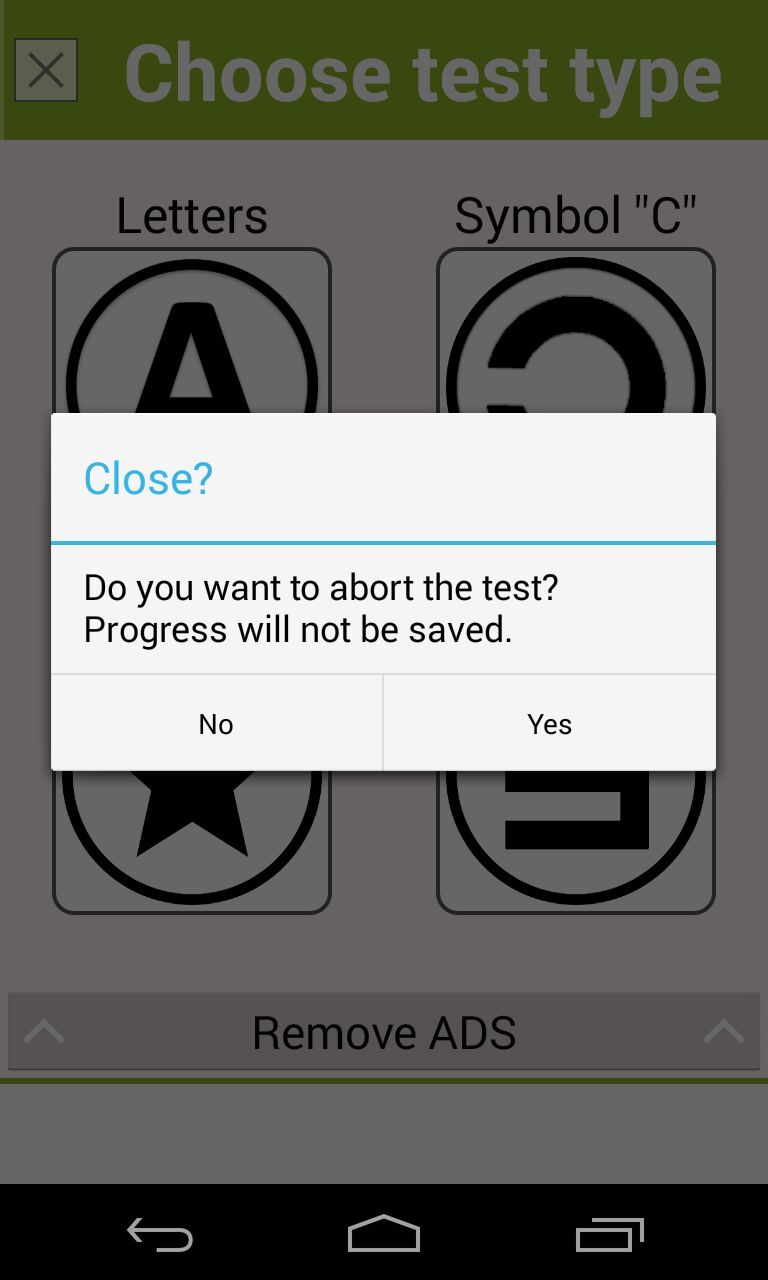 Choose test type
Letters
Symbol "C"
A
Close?
Do you want to abort the test?
Progress will not be saved.
No
Yes
Remove ADS